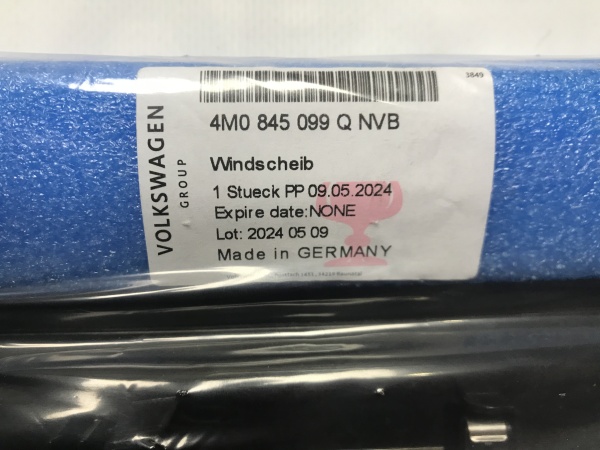 3849
VOLKSWAGEN
GROUP
4M0 845 099 Q NVB
Windscheib
1 Stueck PP 09.05.2024
Expire date:NONE
Lot: 2024 05 09
Made in GERMANY